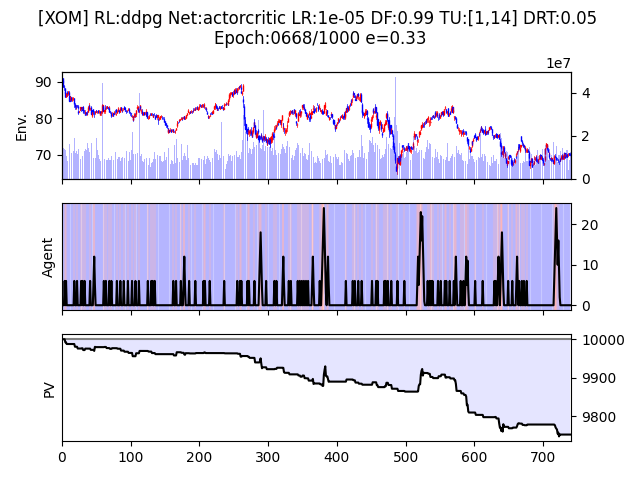 [XOM] RL:ddpg Net:actorcritic LR:1e-05 DF:0.99 TU:[1,14] DRT:0.05
Epoch:0668/1000 e=0.33
1e7
Env.
90
80
70
4
2
0
Agent
20
10
0
PV
10000
9900
9800
0 100 200 300 400 500 600 700